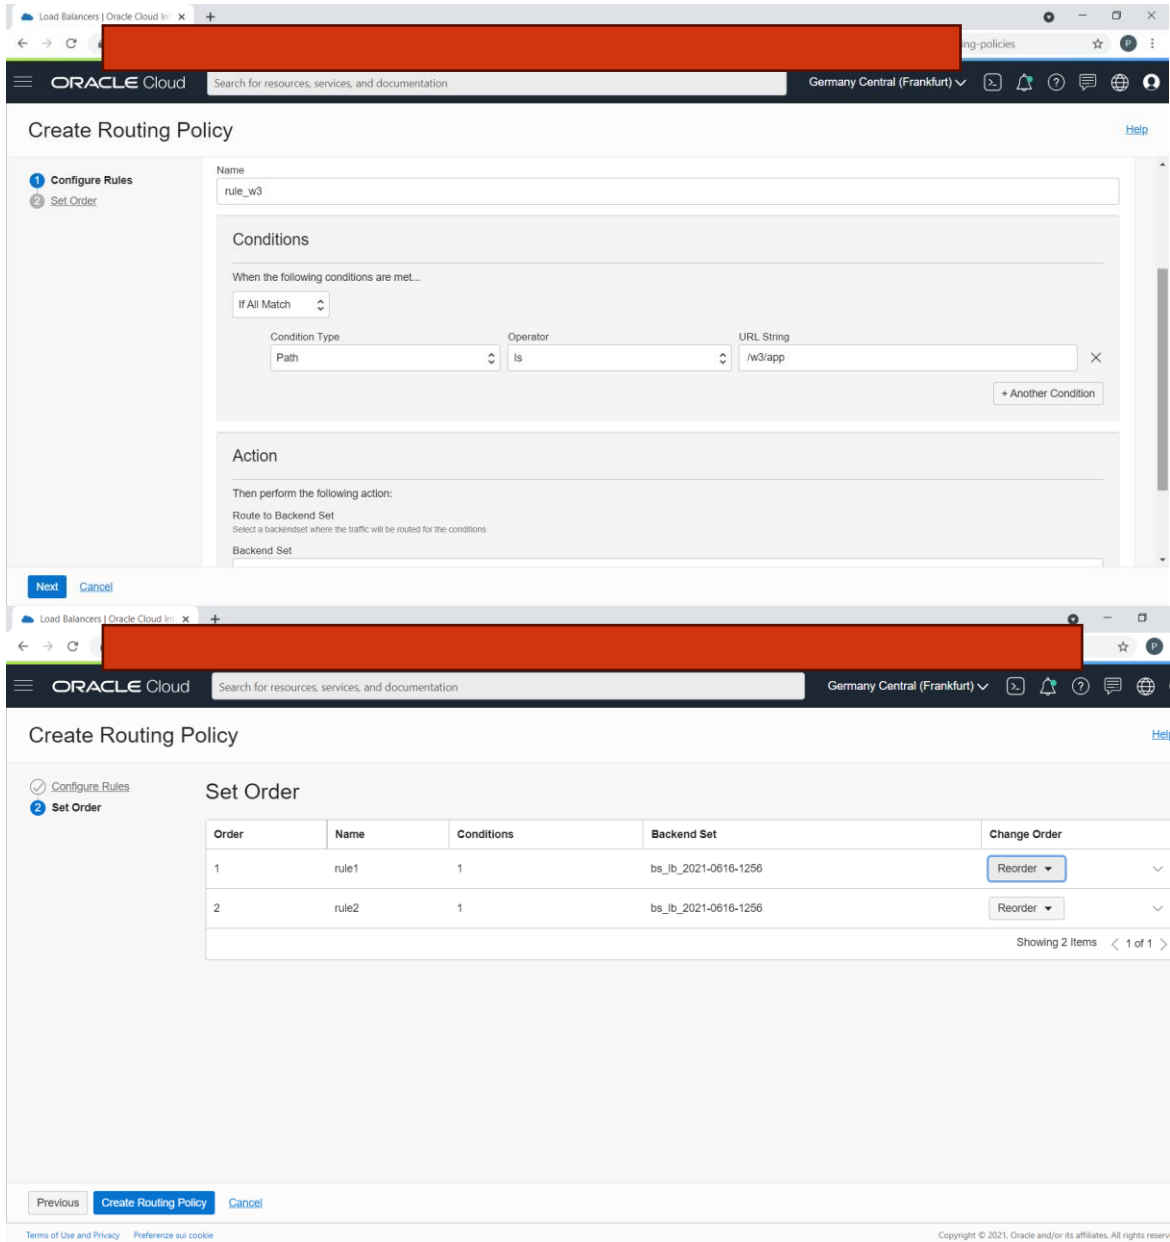 Load Balancers | Oracle Cloud Inf
ing-policies
P
ORACLE Cloud
Search for resources, services, and documentation
Germany Central (Frankfurt)
Create Routing Policy
Help
1 Configure Rules
2 Set Order
Name
rule_w3
Conditions
When the following conditions are met...
If All Match
Condition Type Operator URL String
Path Is /w3/app
+ Another Condition
Action
Then perform the following action:
Route to Backend Set
Select a backendset where the traffic will be routed for the conditions
Backend Set
Next Cancel
Load Balancers | Oracle Cloud Inf
P
ORACLE Cloud
Search for resources, services, and documentation
Germany Central (Frankfurt)
Create Routing Policy
Help
Configure Rules
2 Set Order
Set Order
Order Name Conditions Backend Set Change Order
1 rule1 1 bs_lb_2021-0616-1256 Reorder
2 rule2 1 bs_lb_2021-0616-1256 Reorder
Showing 2 Items < 1 of 1 >
Previous Create Routing Policy Cancel
Terms of Use and Privacy Preferenze sui cookie
Copyright © 2021, Oracle and/or its affiliates. All rights reserv